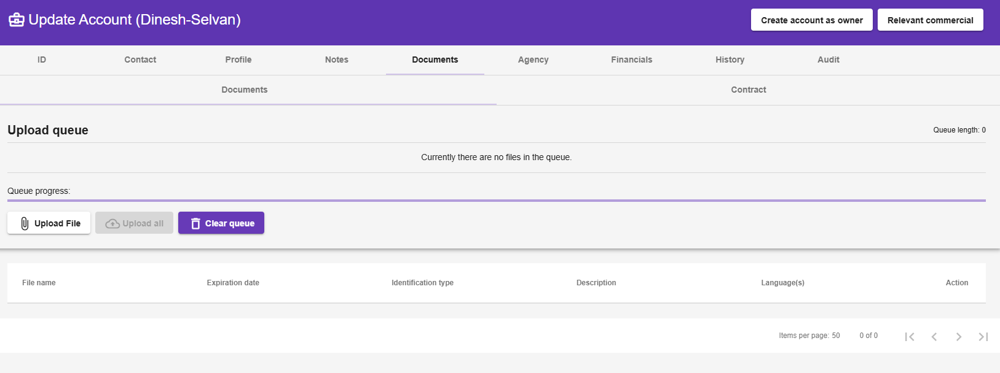 Update Account (Dinesh-Selvan)
Create account as owner
Relevant commercial
ID
Contact
Profile
Notes
Documents
Agency
Financials
History
Audit
Documents
Contract
Upload queue
Queue length: 0
Currently there are no files in the queue.
Queue progress:
Upload File
Upload all
Clear queue
File name
Expiration date
Identification type
Description
Language(s)
Action
Items per page: 50
0 of 0